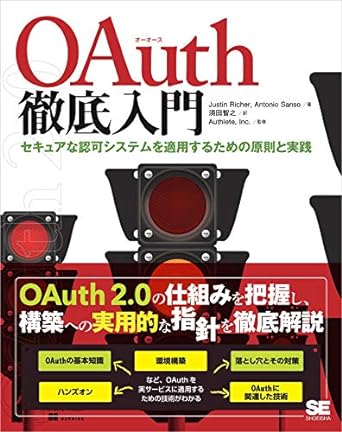 オーオース
OAuth
徹底入門
Justin Richer, Antonio Sanso 著
須田智之 訳
Authlete, Inc. 監修
セキュアな認可システムを適用するための原則と実践
OAuth 2.0の仕組みを把握し、
構築への実用的な指針を徹底解説
OAuthの基本知識
環境構築
落とし穴とその対策
ハンズオン
など、OAuthを
実サービスに適用する
ための技術がわかる
OAuthに
関連した技術
MANNING
SE
SHOEISHA